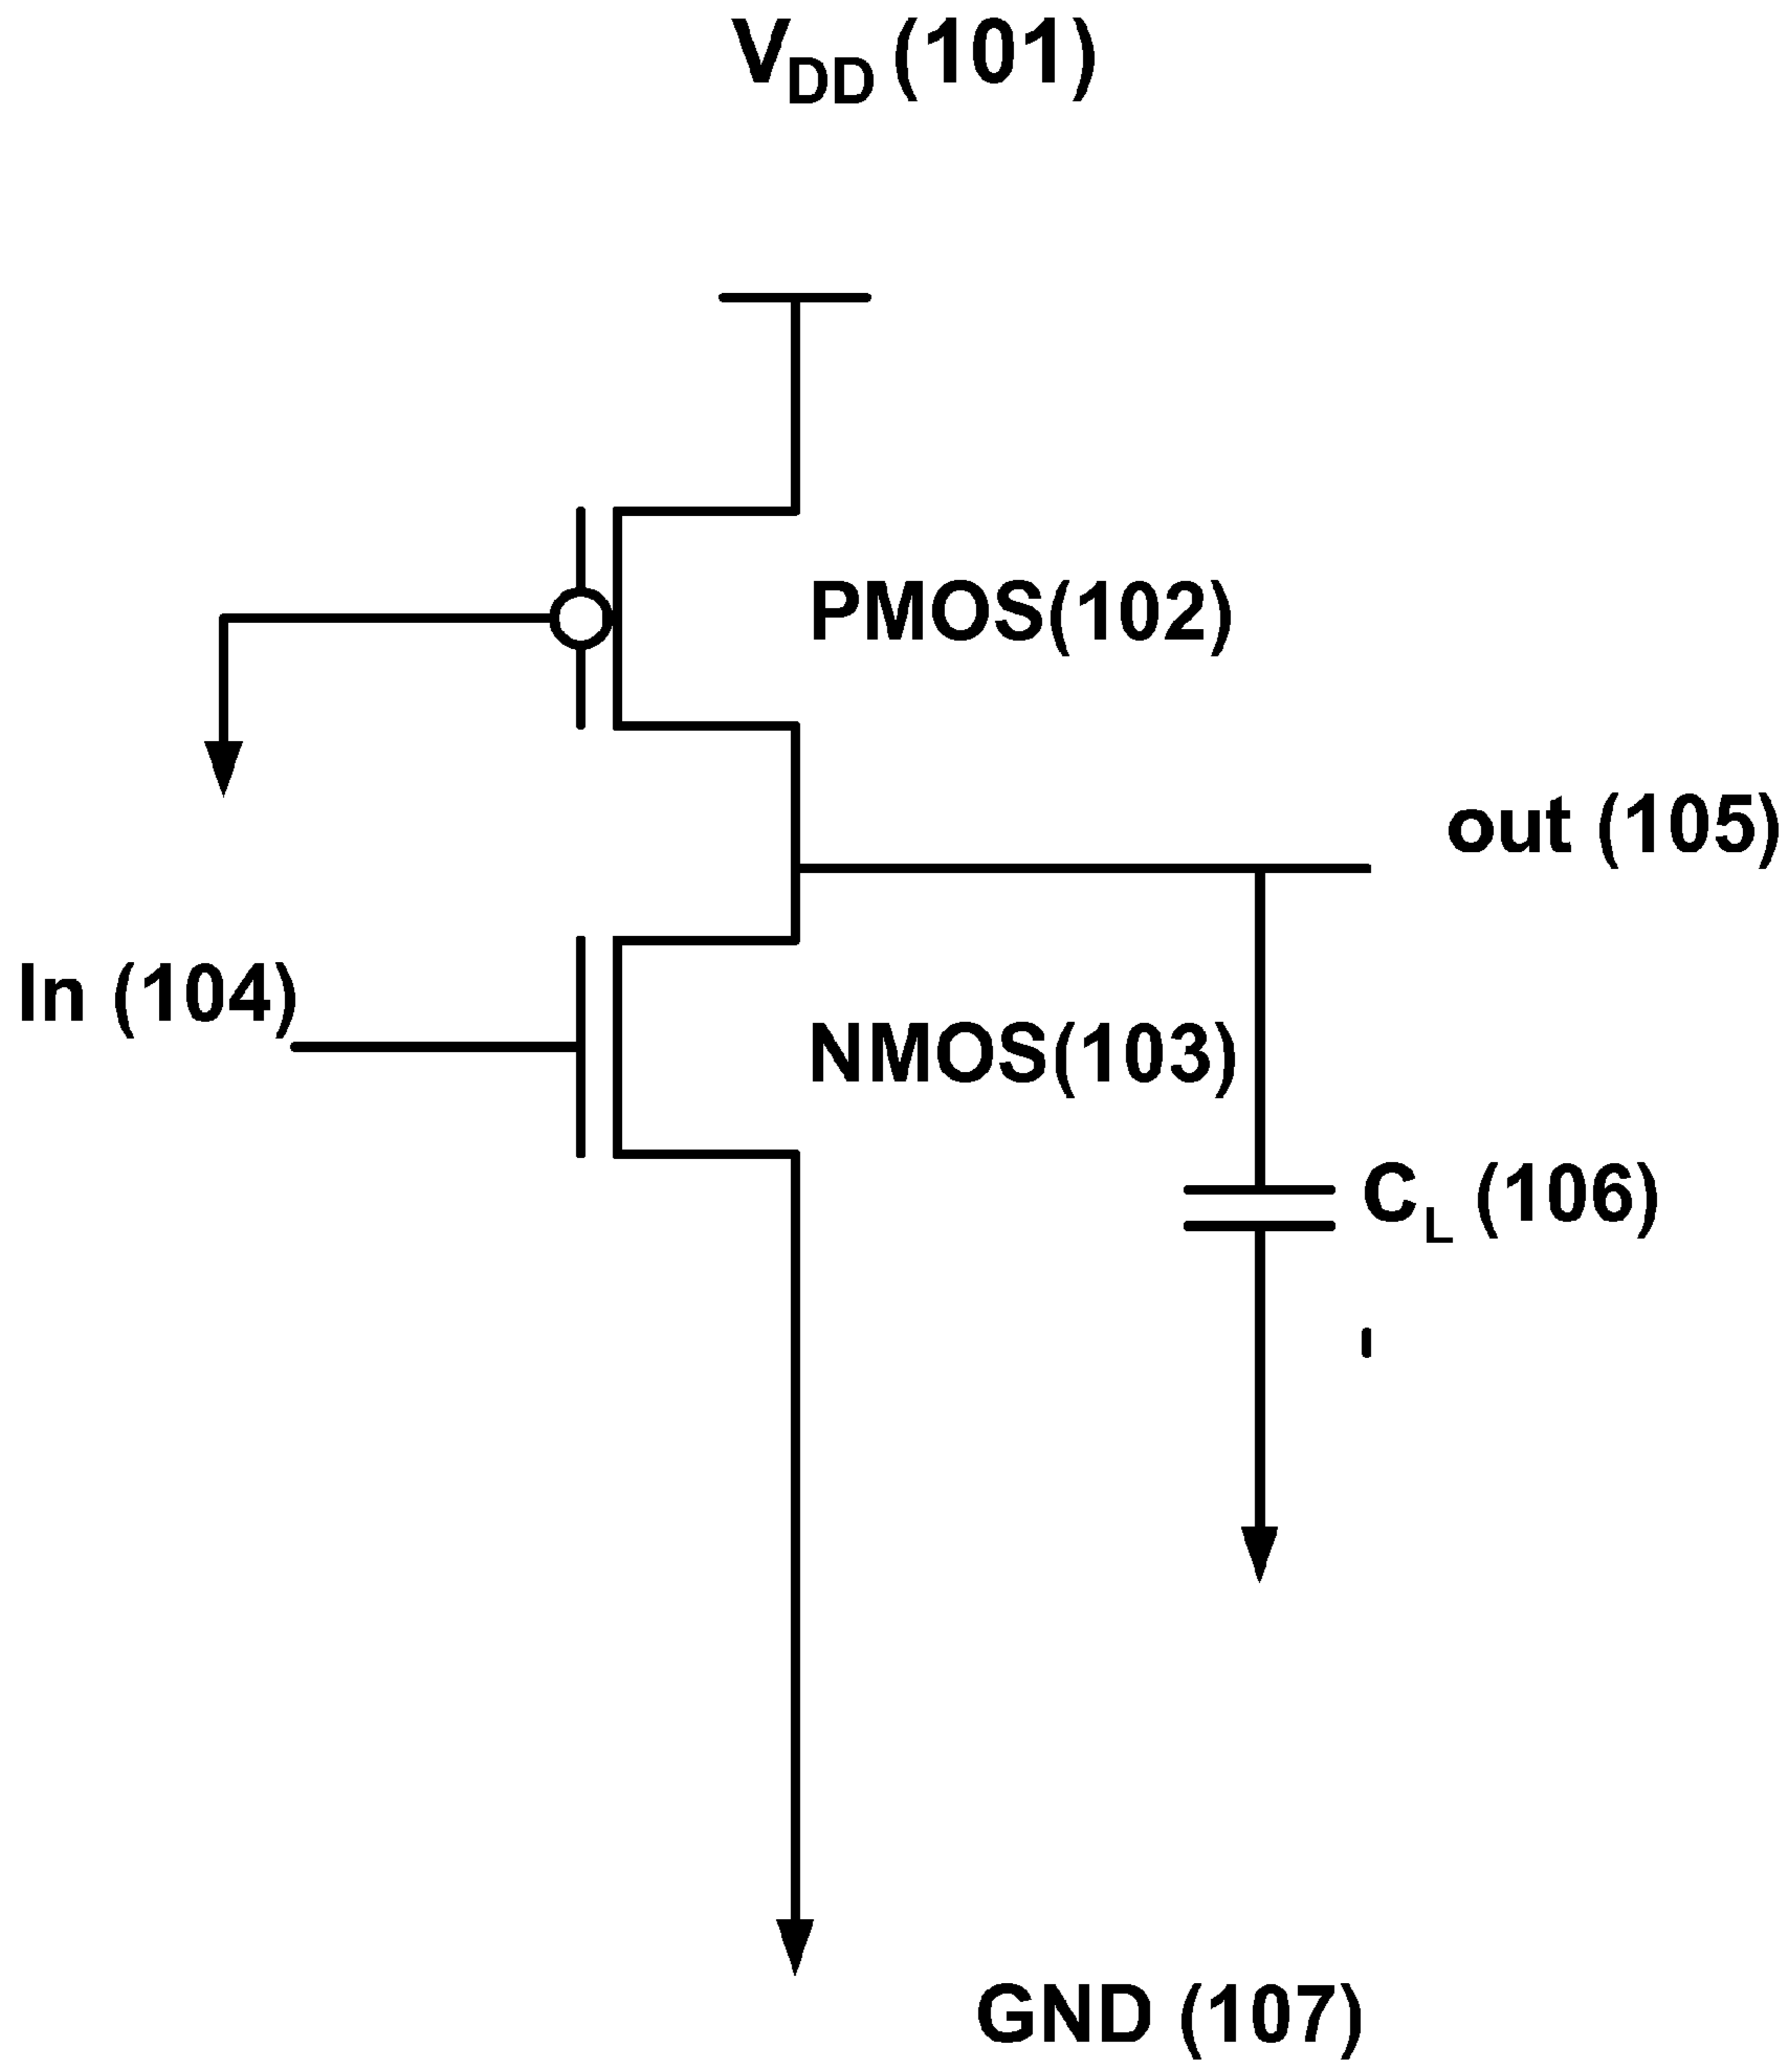 VDD (101)
PMOS(102)
out (105)
In (104)
NMOS(103)
CL (106)
GND (107)